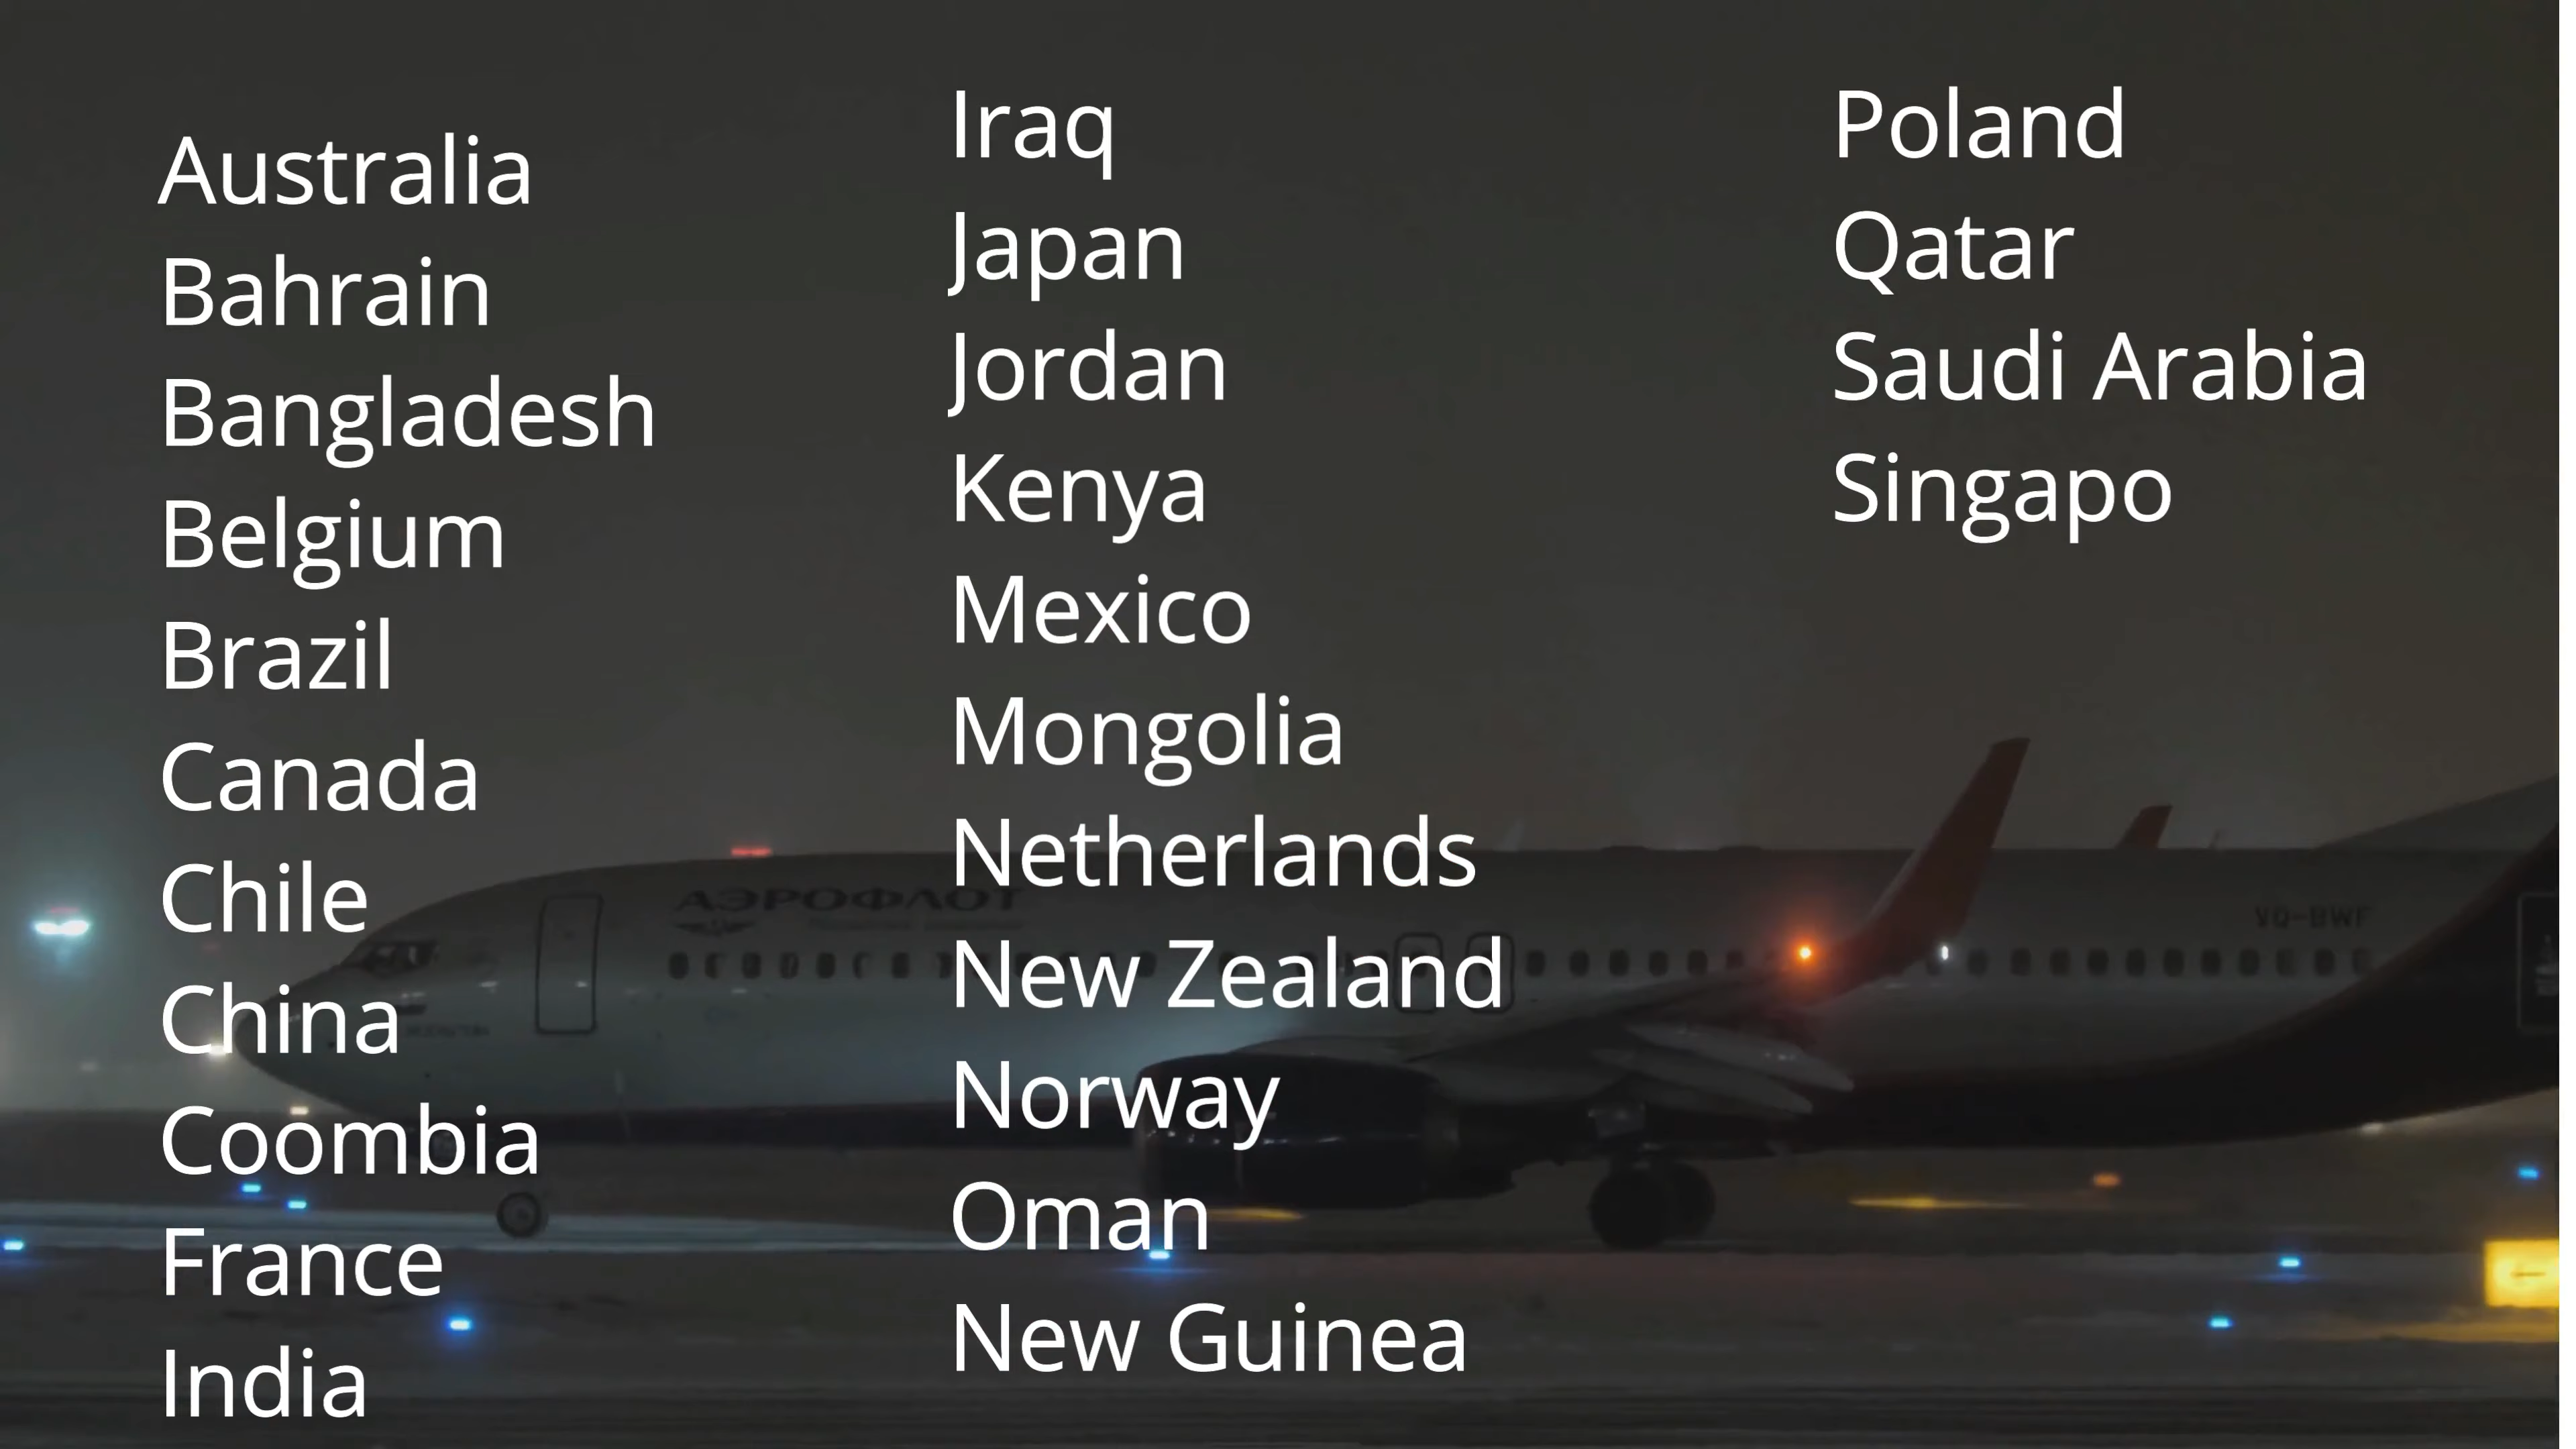 Australia
Bahrain
Bangladesh
Belgium
Brazil
Canada
Chile
China
Coombia
France
India
Iraq
Japan
Jordan
Kenya
Mexico
Mongolia
Netherlands
New Zealand
Norway
Oman
New Guinea
Poland
Qatar
Saudi Arabia
Singapo
АЭРОФЛОТ